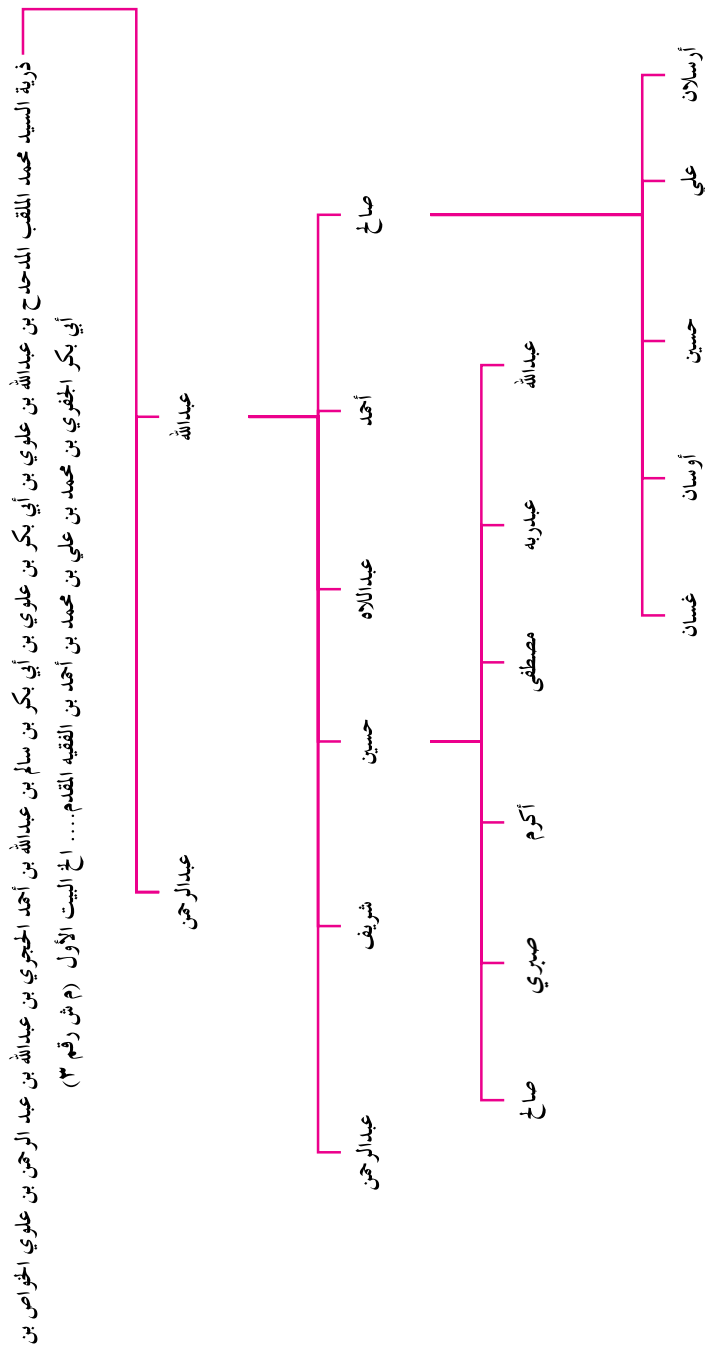 ذرية السيد محمد الملقب المدحدح بن عبدالله بن علوي بن أبي بكر بن علوي بن أبي بكر بن سالم بن عبدالله بن أحمد الحجري بن عبدالله بن عبد الرحمن بن علوي الخواص بن
أبي بكر الجفري بن محمد بن علي بن محمد بن أحمد بن الفقيه المقدم.... الخ البيت الأول (م ش رقم ٣)
عبدالله
عبدالرحمن
صالح
أحمد
عبداللاه
حسين
شريف
عبدالرحمن
عبدالله
عبدربه
مصطفى
أكرم
صبري
صالح
أرسلان
علي
حسين
أوسان
غسان